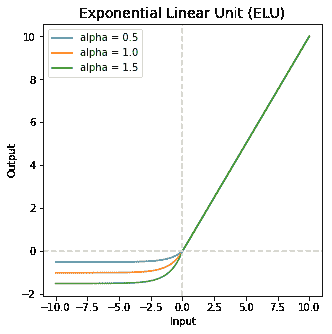 Exponential Linear Unit (ELU)
alpha = 0.5
alpha = 1.0
alpha = 1.5
10
8
6
4
2
0
−2
Output
−10.0 −7.5 −5.0 −2.5 0.0 2.5 5.0 7.5 10.0
Input